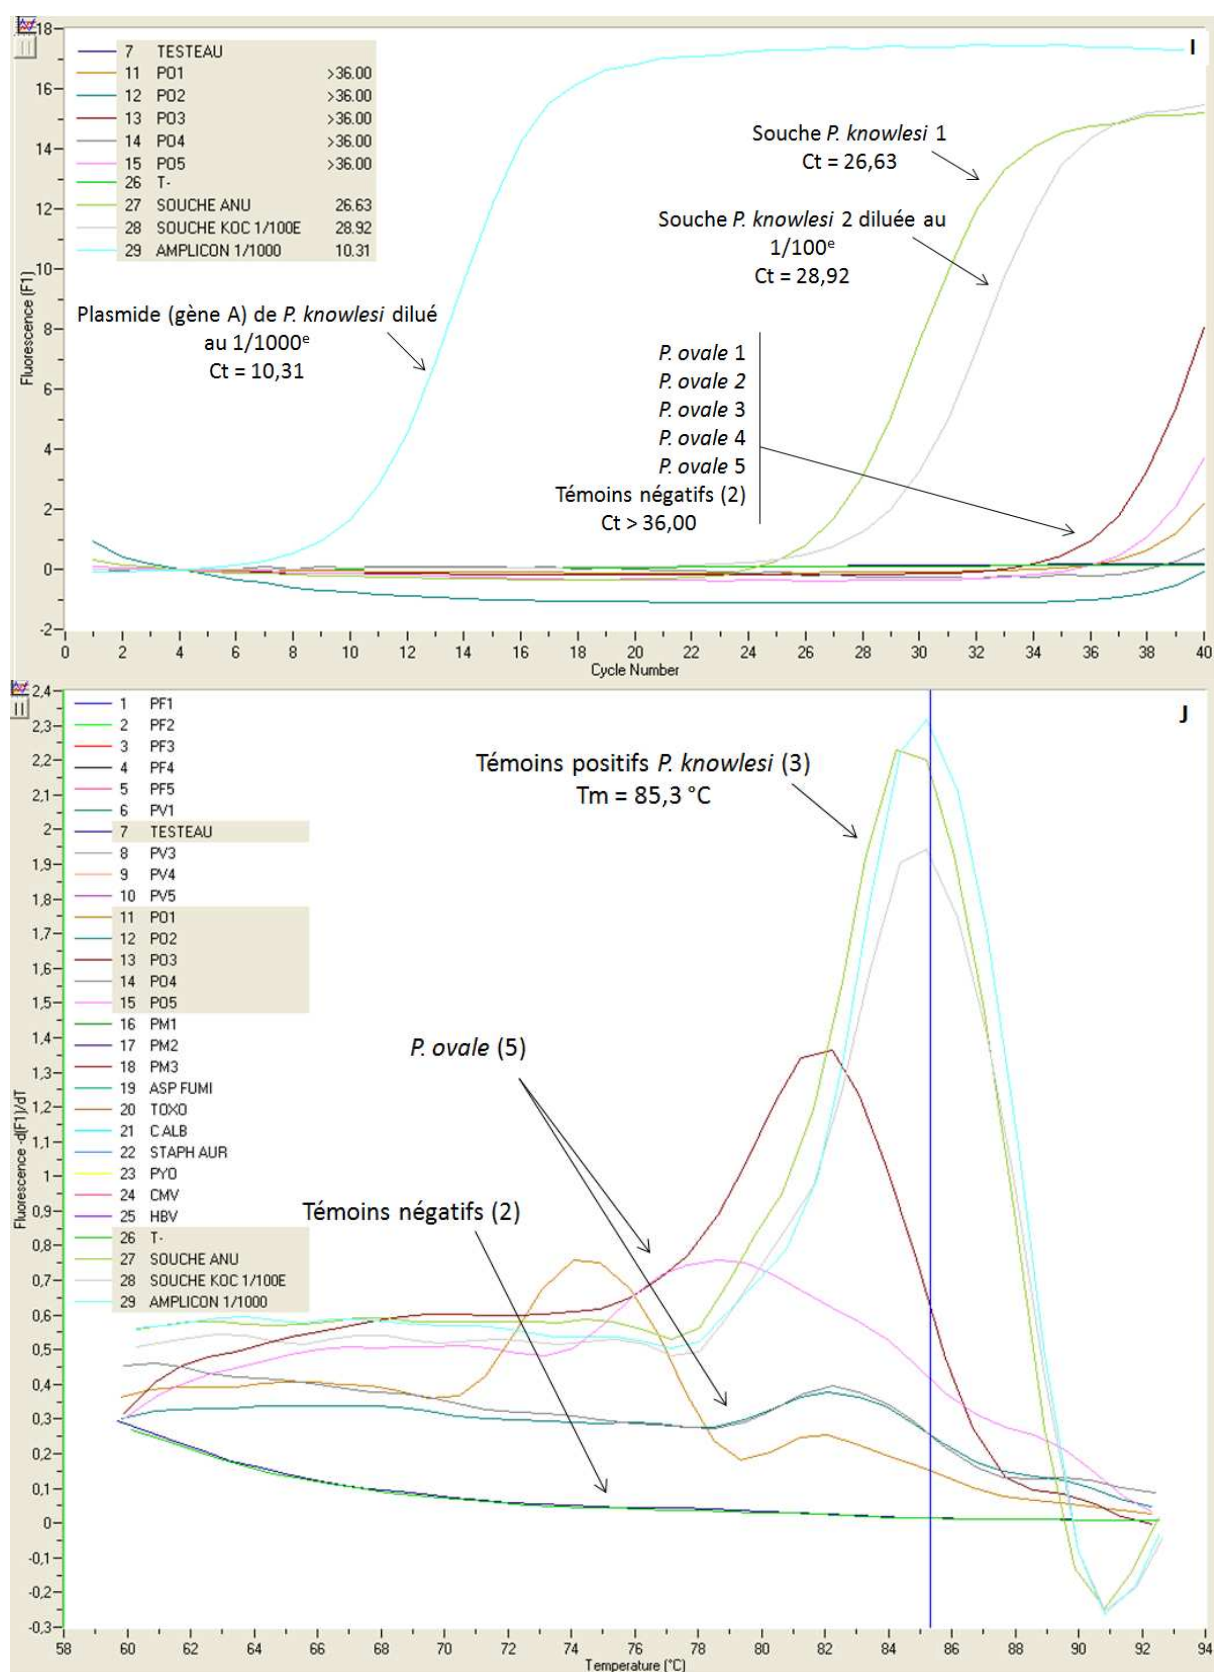 I
18
16
14
12
10
8
6
4
2
0
-2
Fluorescence (F1)
7 TESTEAU
11 PO1 >36.00
12 PO2 >36.00
13 PO3 >36.00
14 PO4 >36.00
15 PO5 >36.00
26 T-
27 SOUCHE ANU 26.63
28 SOUCHE KOC 1/100E 28.92
29 AMPLICON 1/1000 10.31
Souche P. knowlesi 1
Ct = 26,63
Souche P. knowlesi 2 diluée au
1/100e
Ct = 28,92
Plasmide (gène A) de P. knowlesi dilué
au 1/1000e
Ct = 10,31
P. ovale 1
P. ovale 2
P. ovale 3
P. ovale 4
P. ovale 5
Témoins négatifs (2)
Ct > 36,00
0 2 4 6 8 10 12 14 16 18 20 22 24 26 28 30 32 34 36 38 40
Cycle Number
J
2,4
2,3
2,2
2,1
2
1,9
1,8
1,7
1,6
1,5
1,4
1,3
1,2
1,1
1
0,9
0,8
0,7
0,6
0,5
0,4
0,3
0,2
0,1
0
-0,1
-0,2
-0,3
Fluorescence -d(F1)/dT
1 PF1
2 PF2
3 PF3
4 PF4
5 PF5
6 PV1
7 TESTEAU
8 PV3
9 PV4
10 PV5
11 PO1
12 PO2
13 PO3
14 PO4
15 PO5
16 PM1
17 PM2
18 PM3
19 ASP FUMI
20 TOXO
21 C ALB
22 STAPH AUR
23 PYO
24 CMV
25 HBV
26 T-
27 SOUCHE ANU
28 SOUCHE KOC 1/100E
29 AMPLICON 1/1000
Témoins positifs P. knowlesi (3)
Tm = 85,3 °C
P. ovale (5)
Témoins négatifs (2)
58 60 62 64 66 68 70 72 74 76 78 80 82 84 86 88 90 92 94
Temperature (°C)